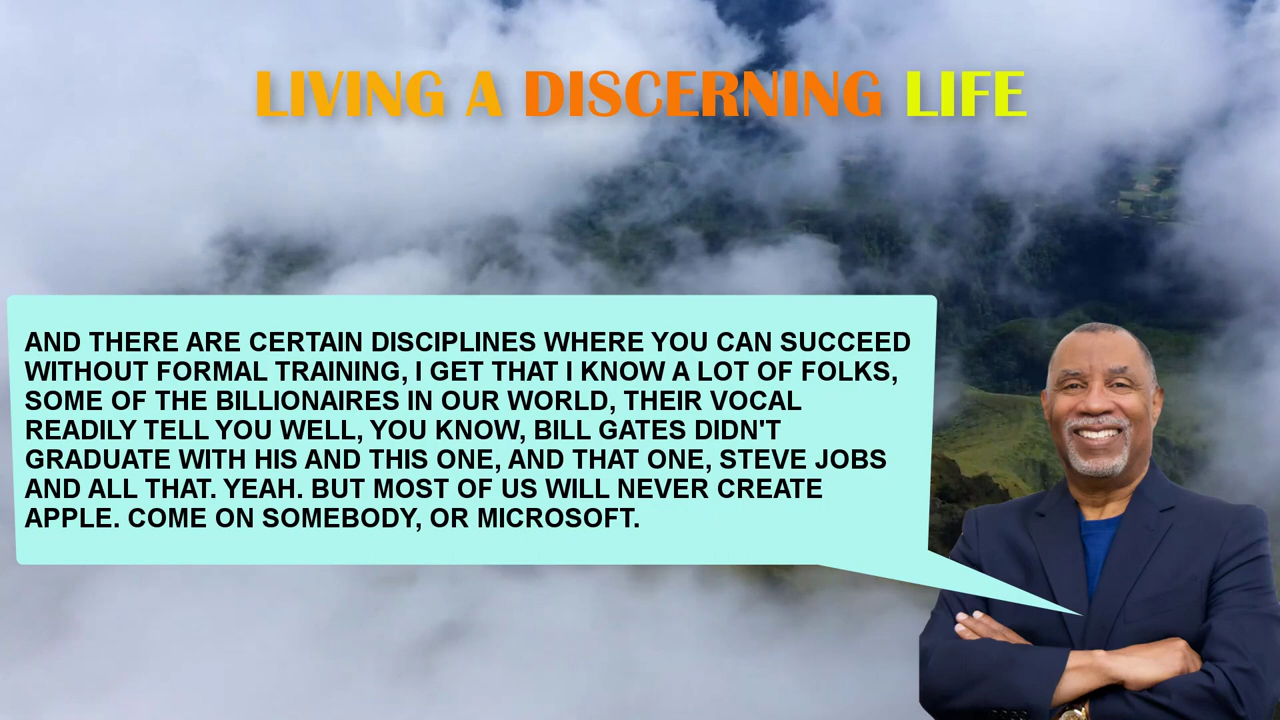 LIVING A DISCERNING LIFE
AND THERE ARE CERTAIN DISCIPLINES WHERE YOU CAN SUCCEED
WITHOUT FORMAL TRAINING, I GET THAT I KNOW A LOT OF FOLKS,
SOME OF THE BILLIONAIRES IN OUR WORLD, THEIR VOCAL
READILY TELL YOU WELL, YOU KNOW, BILL GATES DIDN'T
GRADUATE WITH HIS AND THIS ONE, AND THAT ONE, STEVE JOBS
AND ALL THAT. YEAH. BUT MOST OF US WILL NEVER CREATE
APPLE. COME ON SOMEBODY, OR MICROSOFT.